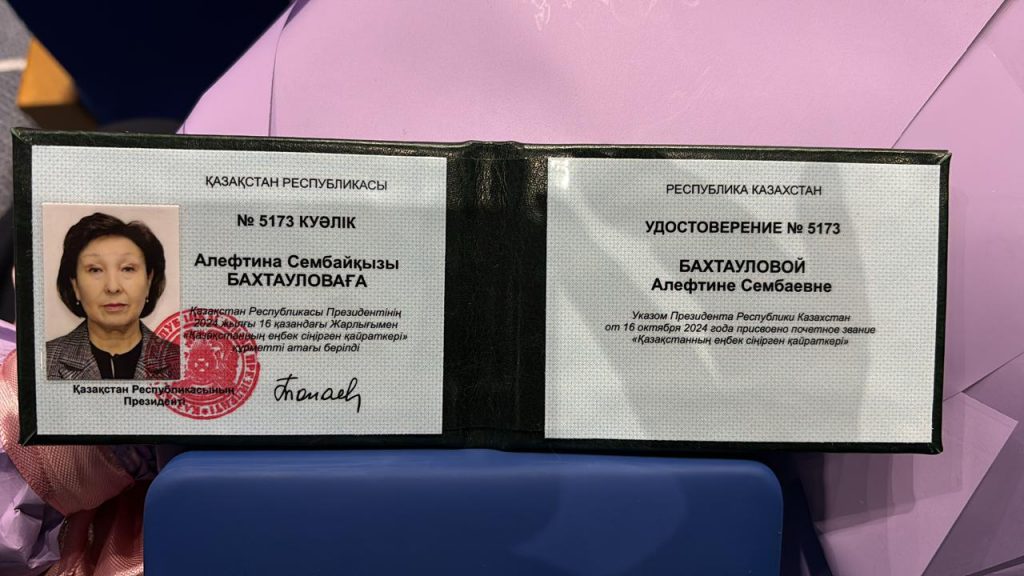 ҚАЗАҚСТАН РЕСПУБЛИКАСЫ
№ 5173 КУӘЛІК
Алефтина Сембайқызы
БАХТАУЛОВАҒА
Қазақстан Республикасы Президентінің
2024 жылғы 16 қазандағы Жарлығымен
«Қазақстанның еңбек сіңірген қайраткері»
құрметті атағы берілді
Қазақстан Республикасының
Президенті
РЕСПУБЛИКА КАЗАХСТАН
УДОСТОВЕРЕНИЕ № 5173
БАХТАУЛОВОЙ
Алефтине Сембаевне
Указом Президента Республики Казахстан
от 16 октября 2024 года присвоено почетное звание
«Қазақстанның еңбек сіңірген қайраткері»